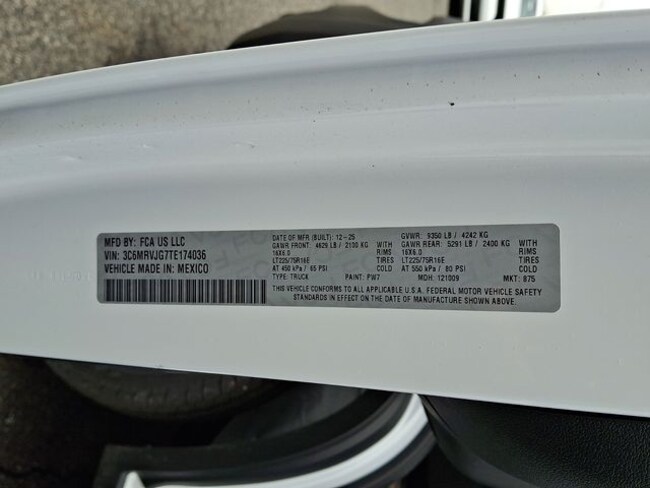 MFD BY: FCA US LLC
VIN: 3C6MRVJG7TE174036
VEHICLE MADE IN: MEXICO
DATE OF MFR (BUILT): 12-25
GVWR: 9350 LB / 4242 KG
GAWR FRONT: 4629 LB / 2100 KG WITH
16X6.0 RIMS
LT225/75R16E TIRES
AT 450 kPa / 65 PSI COLD
GAWR REAR: 5291 LB / 2400 KG WITH
16X6.0 RIMS
LT225/75R16E TIRES
AT 550 kPa / 80 PSI COLD
TYPE: TRUCK PAINT: PW7 MDH: 121009 MKT: 875
THIS VEHICLE CONFORMS TO ALL APPLICABLE U.S.A. FEDERAL MOTOR VEHICLE SAFETY
STANDARDS IN EFFECT ON THE DATE OF MANUFACTURE SHOWN ABOVE.